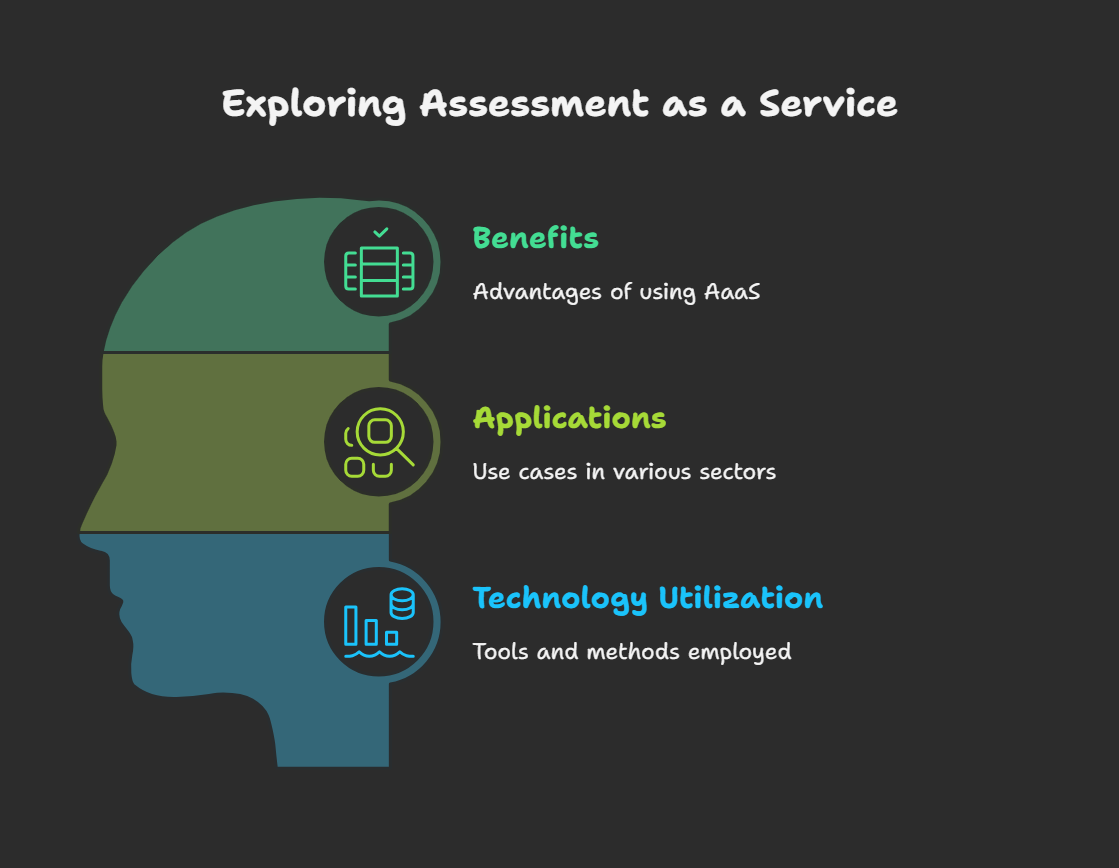 Exploring Assessment as a Service
Benefits
Advantages of using AaaS
Applications
Use cases in various sectors
Technology Utilization
Tools and methods employed